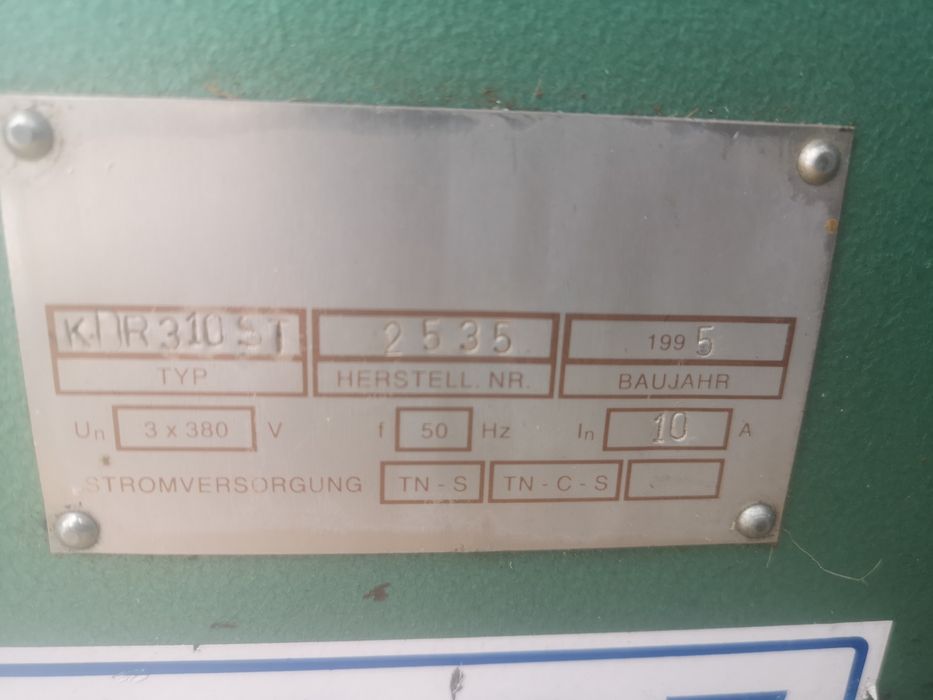 KDR 310 ST 2535 1995
TYP HERSTELL. NR. BAUJAHR
Un 3 x 380 V f 50 Hz In 10 A
STROMVERSORGUNG TN - S TN - C - S